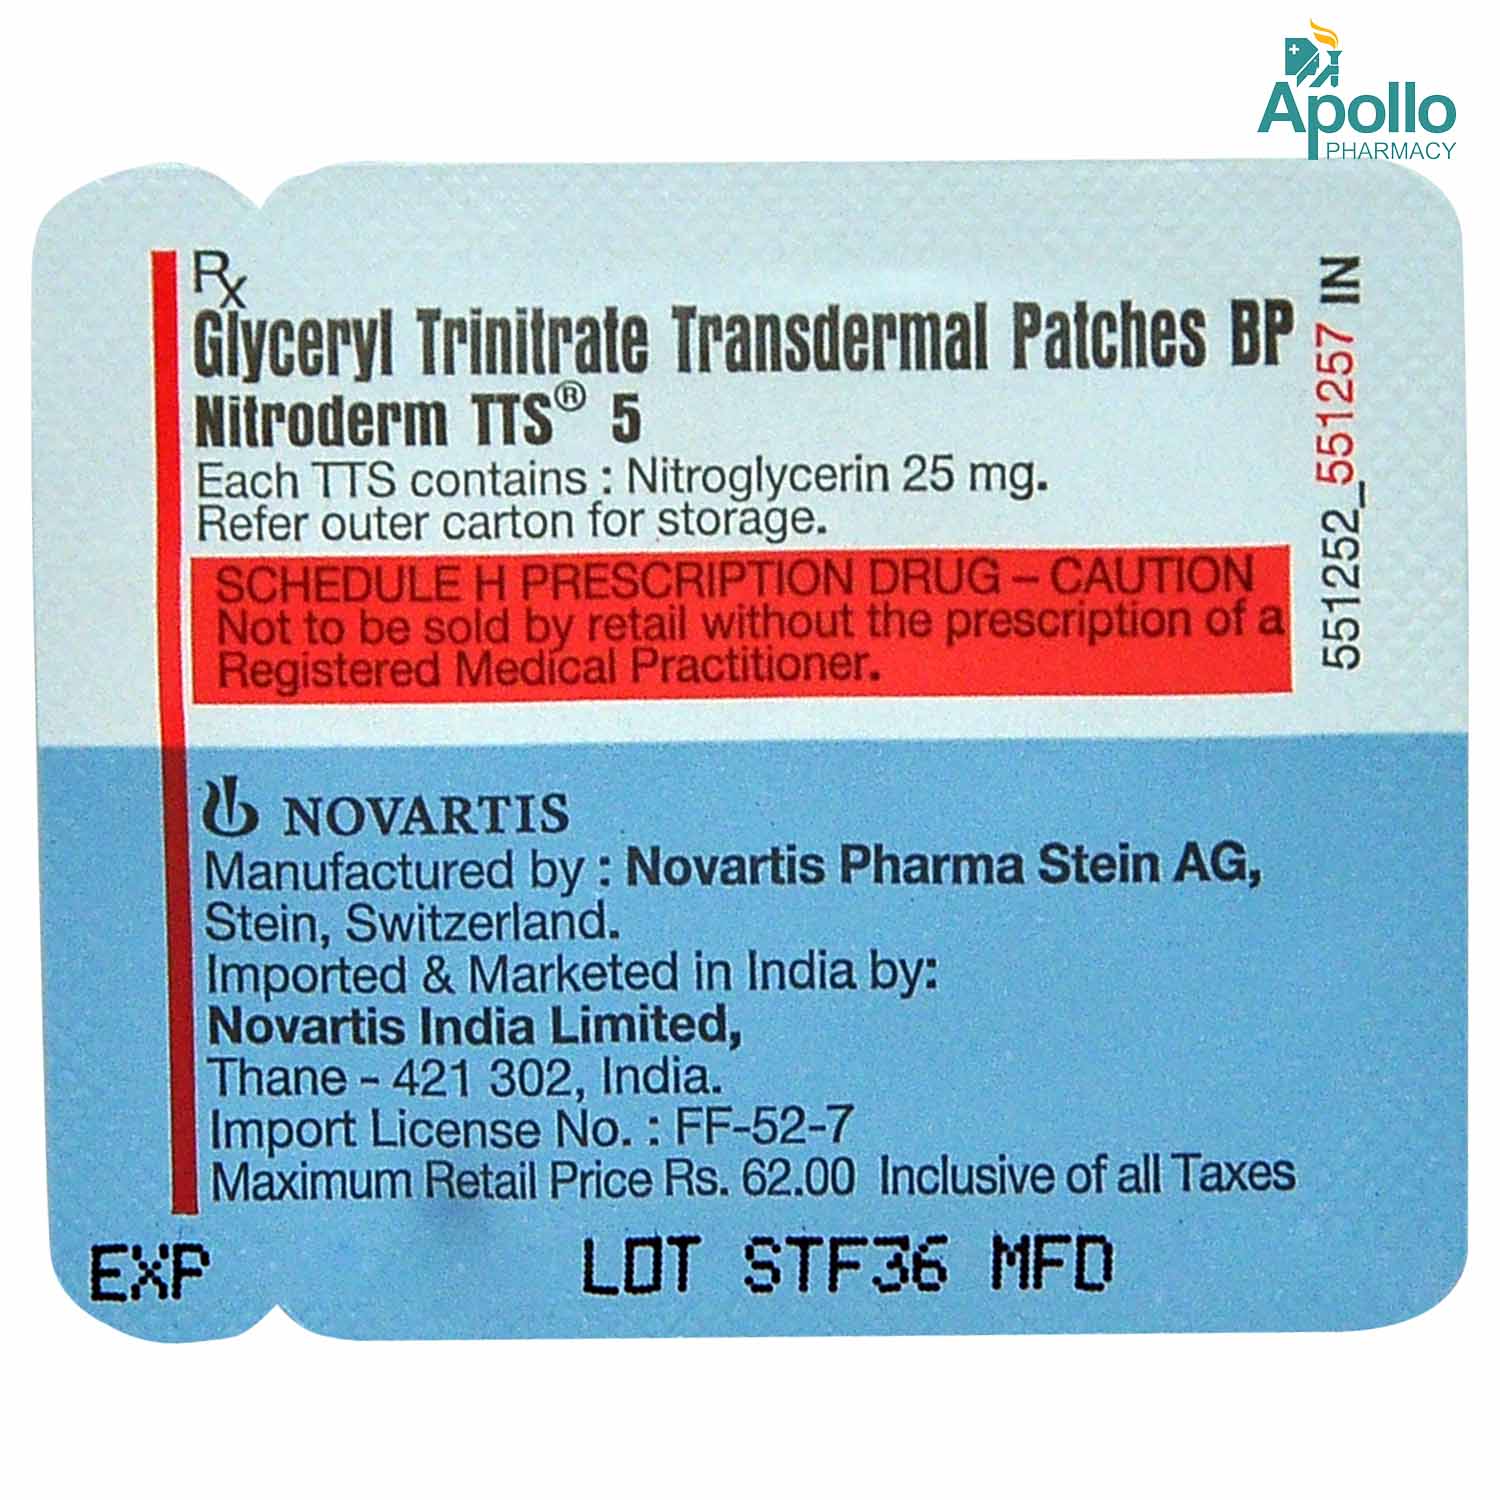 Apollo
PHARMACY
Rx
Glyceryl Trinitrate Transdermal Patches BP
Nitroderm TTS® 5
Each TTS contains : Nitroglycerin 25 mg.
Refer outer carton for storage.
SCHEDULE H PRESCRIPTION DRUG – CAUTION
Not to be sold by retail without the prescription of a
Registered Medical Practitioner.
551252_551257 IN
NOVARTIS
Manufactured by : Novartis Pharma Stein AG,
Stein, Switzerland.
Imported & Marketed in India by:
Novartis India Limited,
Thane - 421 302, India.
Import License No. : FF-52-7
Maximum Retail Price Rs. 62.00 Inclusive of all Taxes
EXP LOT STF36 MFD